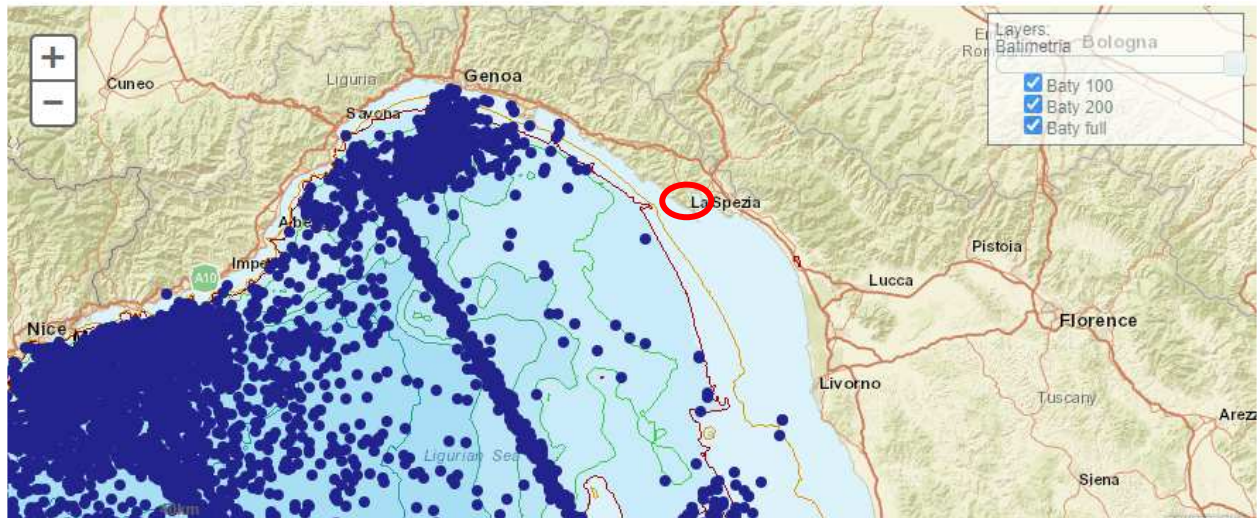 +
−
Cuneo
Liguria
Genoa
Savona
Layers:
Batimetria
Bologna
Baty 100
Baty 200
Baty full
La Spezia
A10
Nice
Pistoia
Lucca
Florence
Livorno
Tuscany
Ligurian Sea
Siena